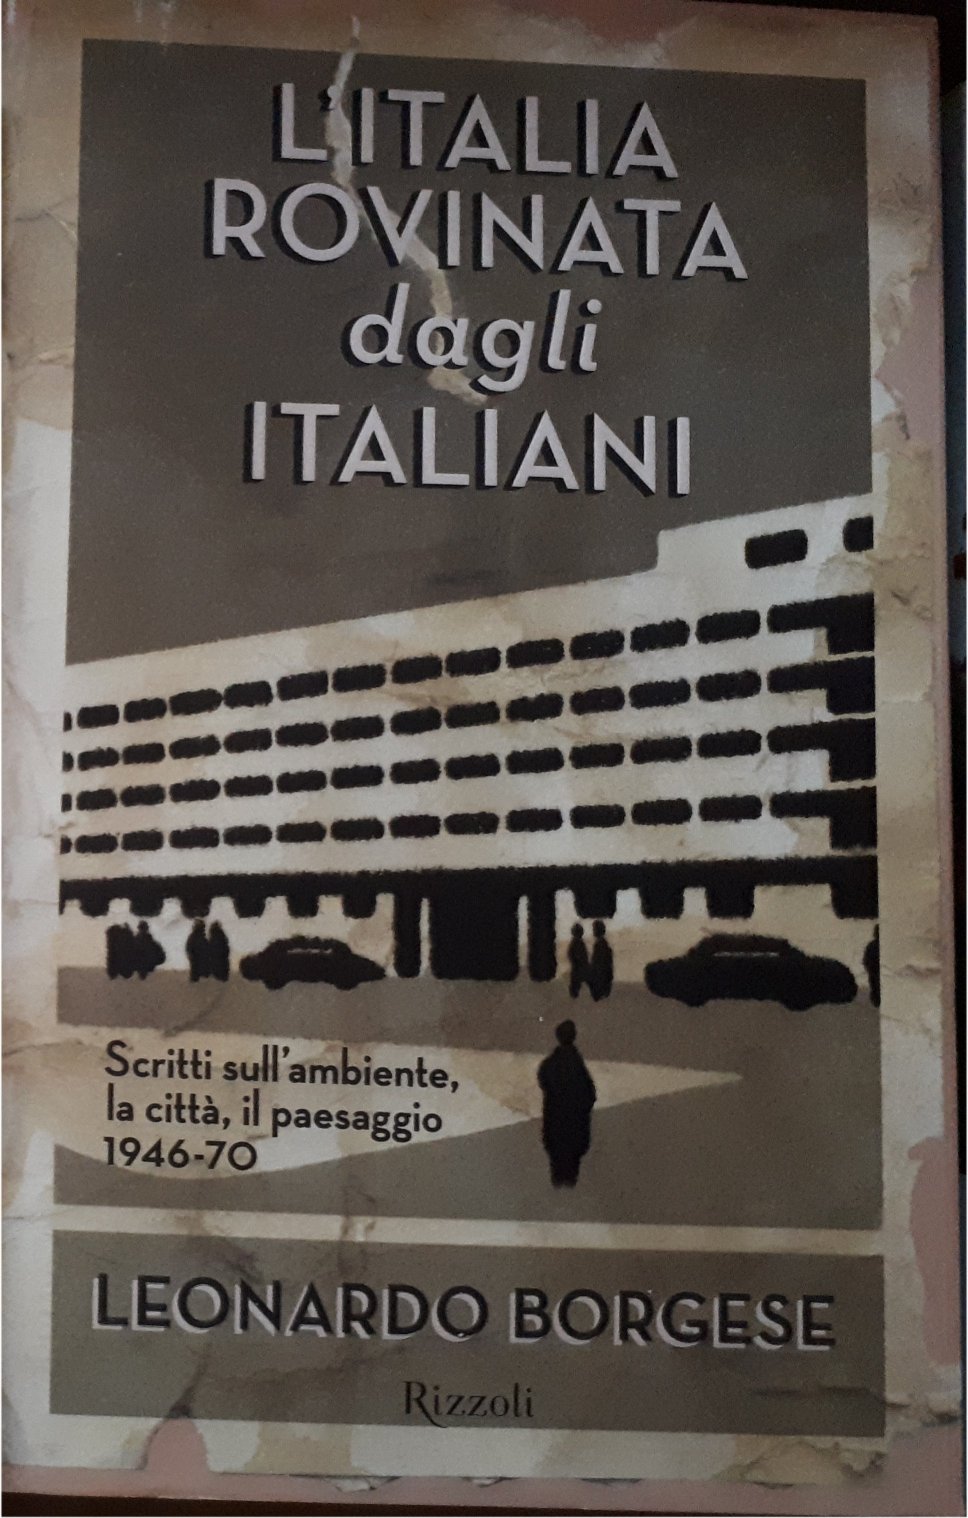 L'ITALIA
ROVINATA
dagli
ITALIANI
Scritti sull'ambiente,
la città, il paesaggio
1946-70
LEONARDO BORGESE
Rizzoli